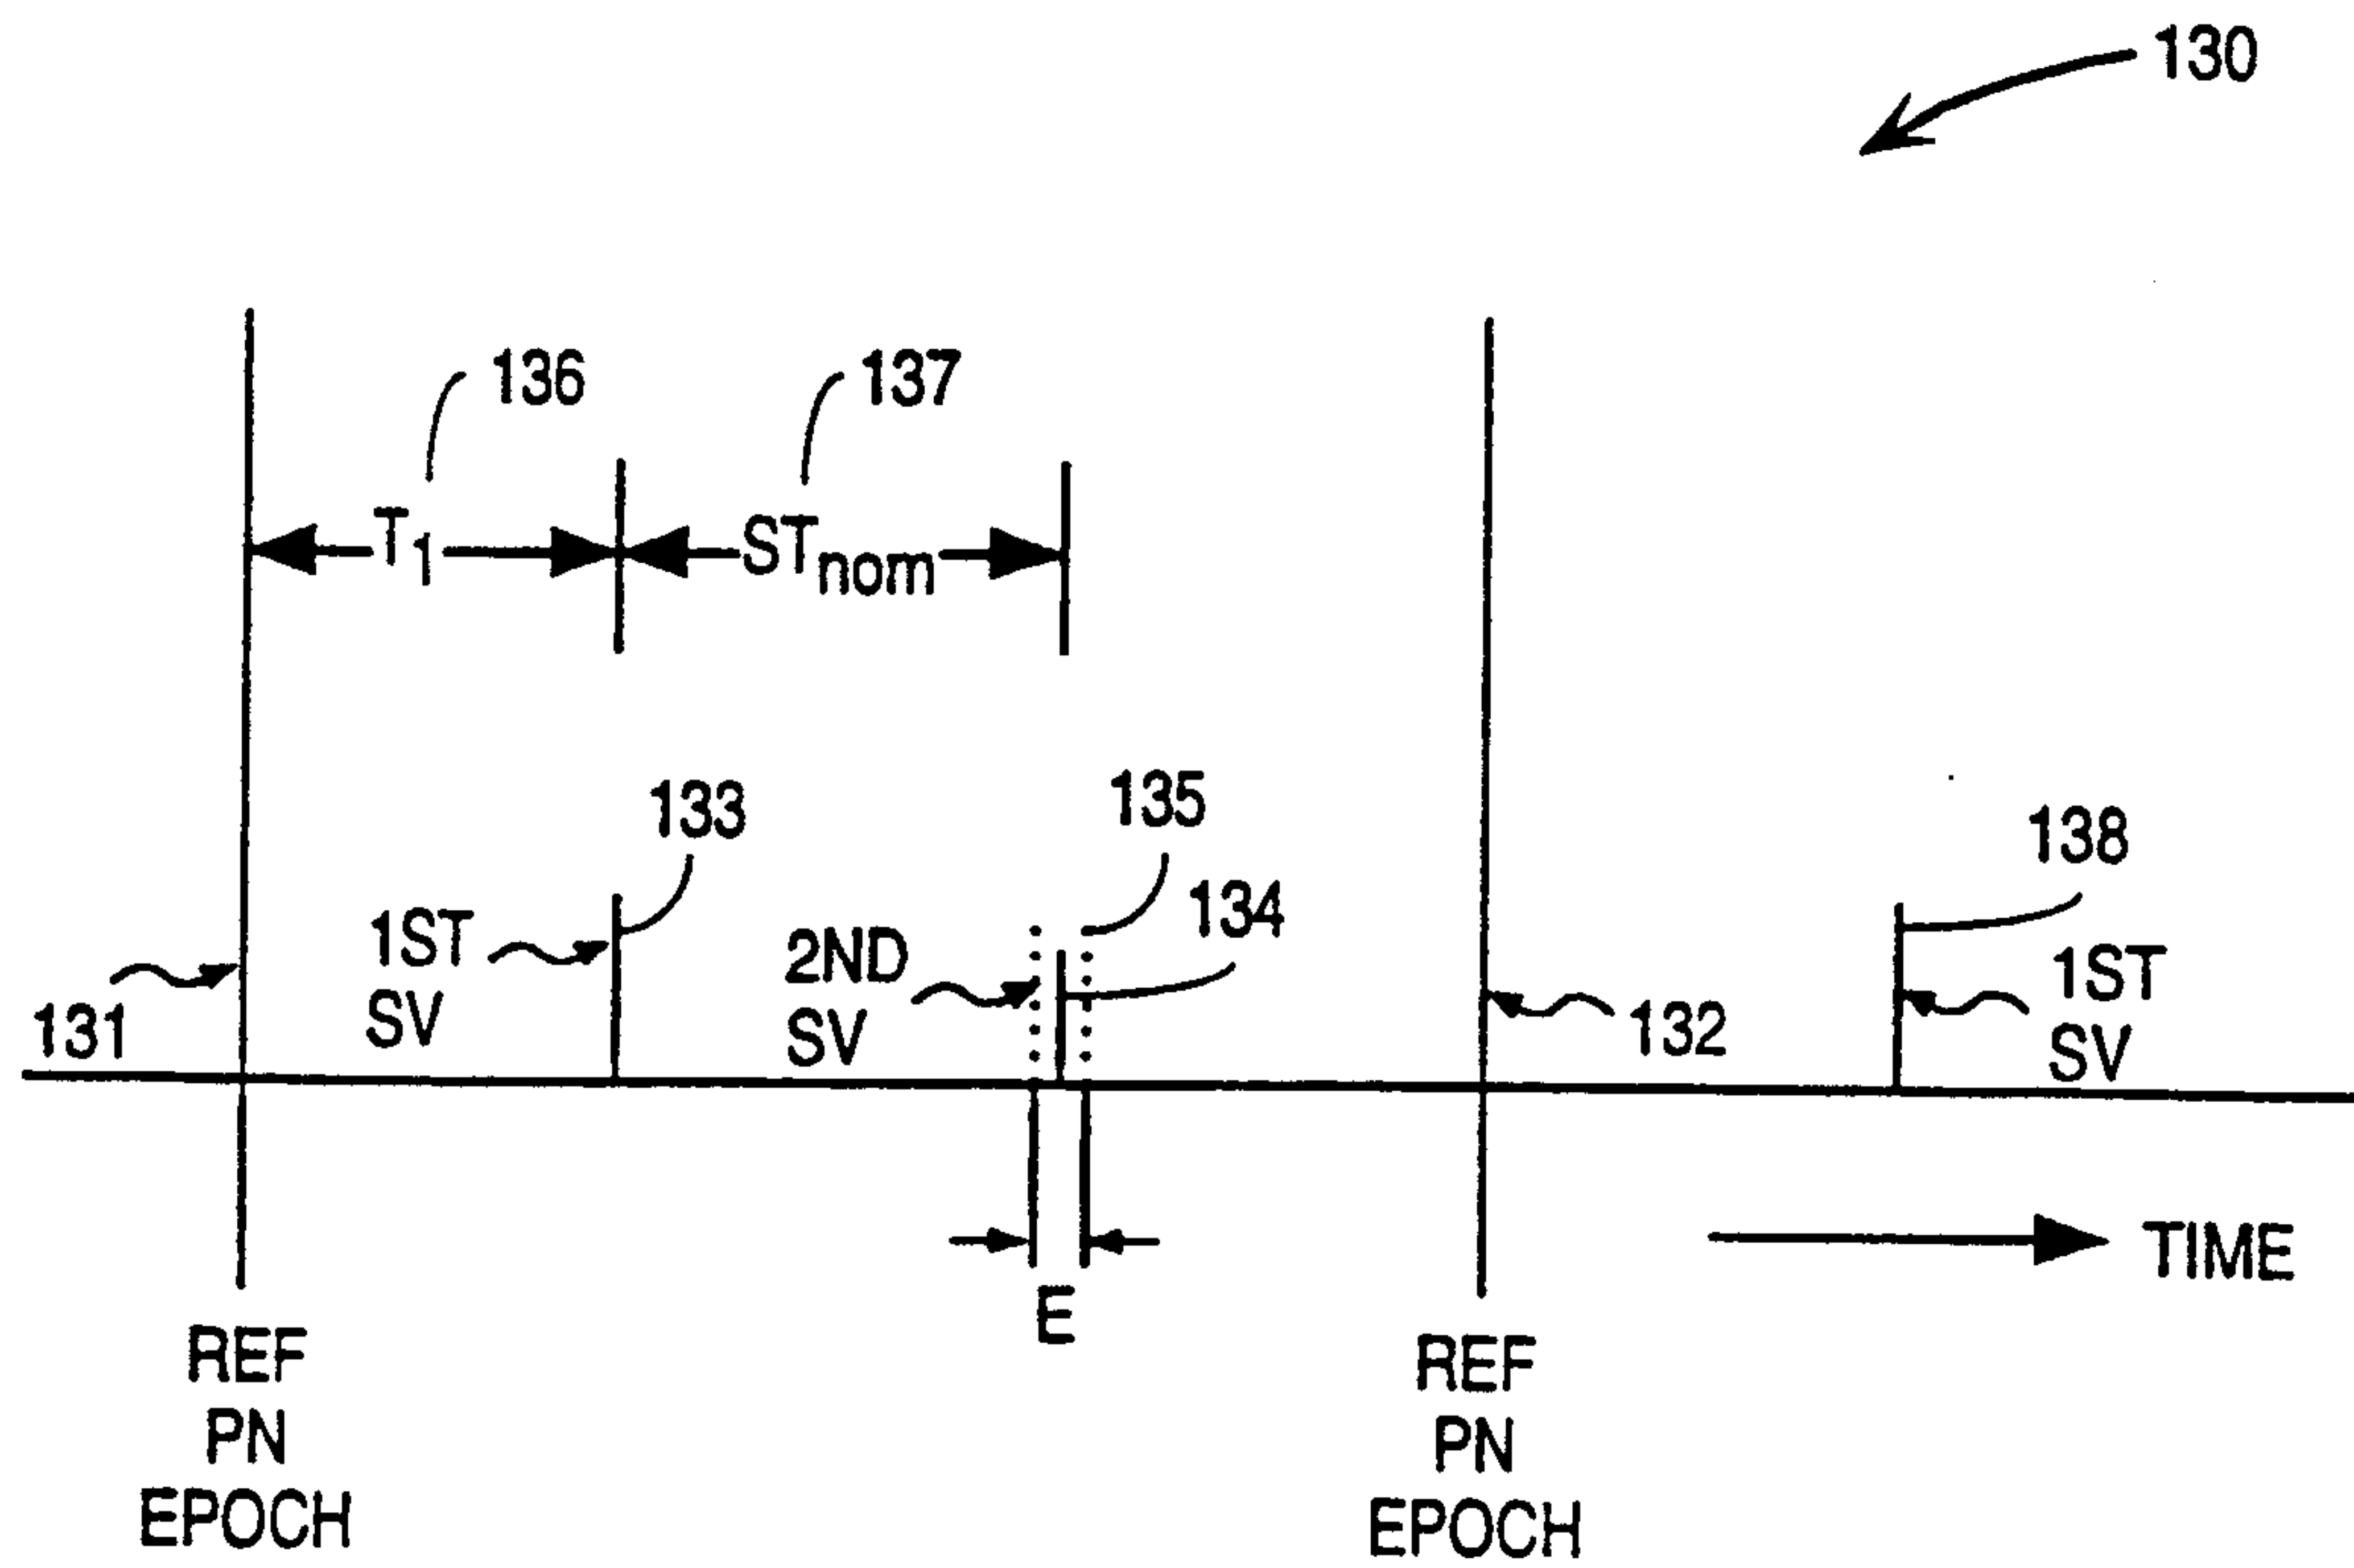 130
136
137
T1
STnom
133
135
138
134
1ST
SV
2ND
SV
1ST
SV
131
132
TIME
E
REF
PN
EPOCH
REF
PN
EPOCH